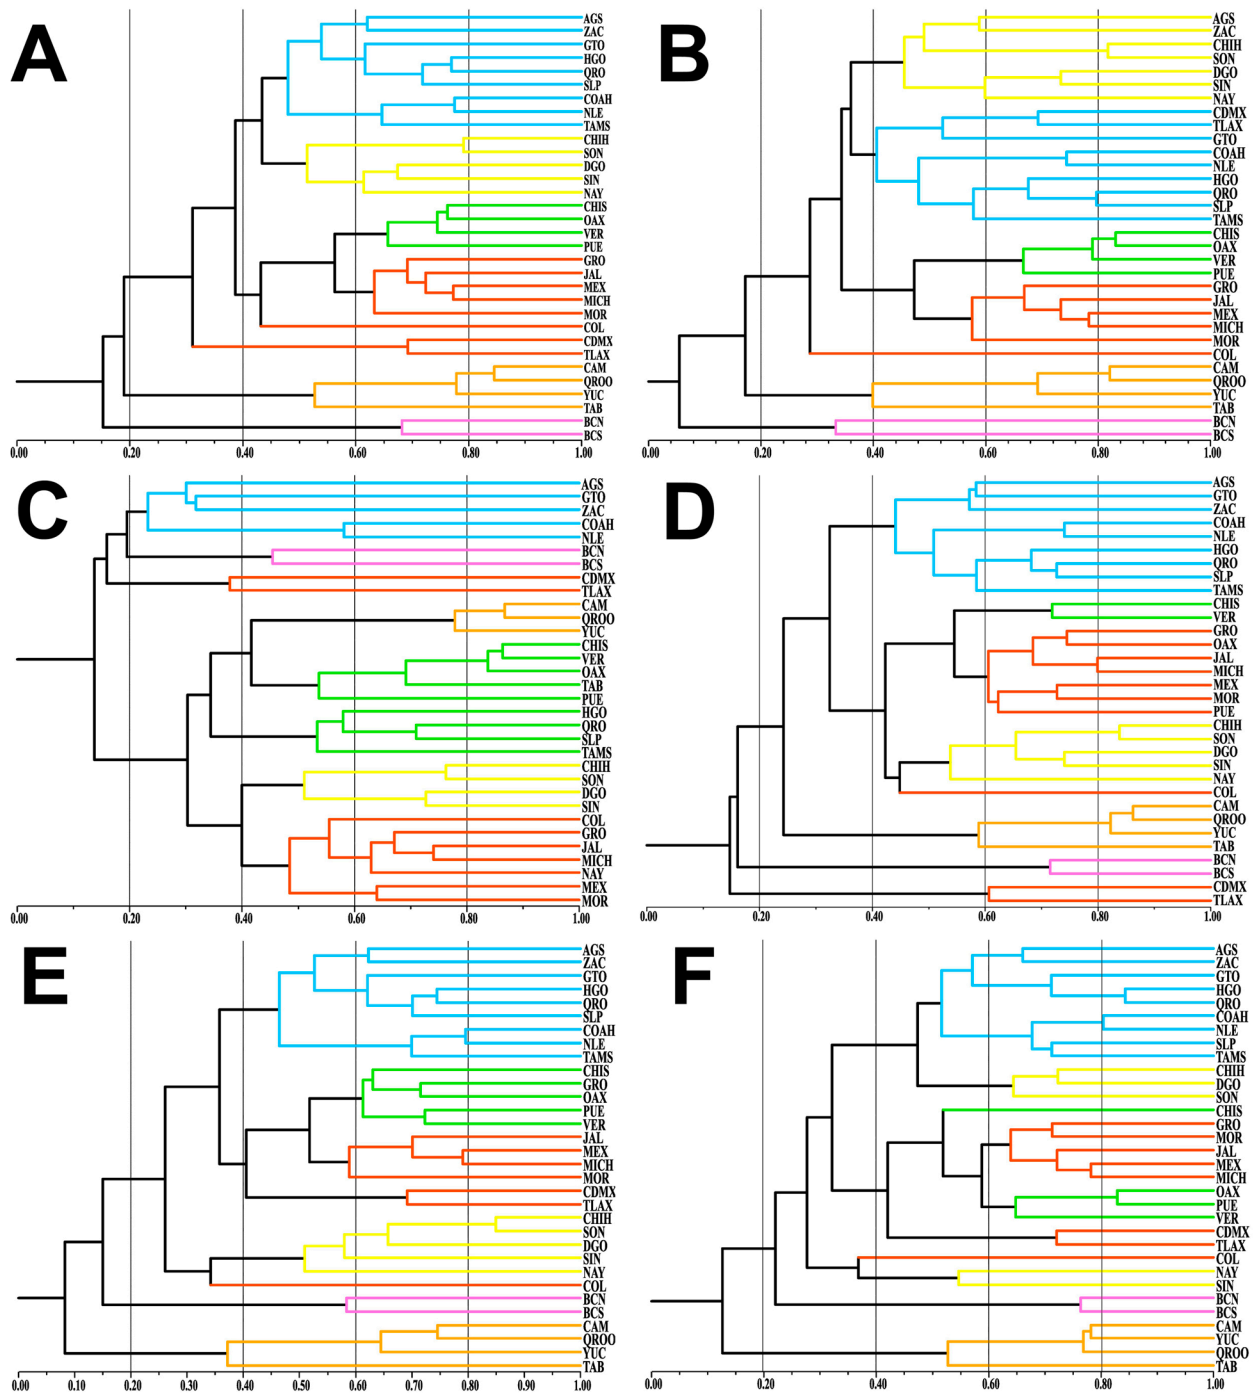 A
AGS
ZAC
GTO
HGO
QRO
SLP
COAH
NLE
TAMS
CHIH
SON
DGO
SIN
NAY
CHIS
OAX
VER
PUE
GRO
JAL
MEX
MICH
MOR
COL
CDMX
TLAX
CAM
QROO
YUC
TAB
BCN
BCS
0.00 0.20 0.40 0.60 0.80 1.00
B
AGS
ZAC
CHIH
SON
DGO
SIN
NAY
CDMX
TLAX
GTO
COAH
NLE
HGO
QRO
SLP
TAMS
CHIS
OAX
VER
PUE
GRO
JAL
MEX
MICH
MOR
COL
CAM
QROO
YUC
TAB
BCN
BCS
0.00 0.20 0.40 0.60 0.80 1.00
C
AGS
GTO
ZAC
COAH
NLE
BCN
BCS
CDMX
TLAX
CAM
QROO
YUC
CHIS
VER
OAX
TAB
PUE
HGO
QRO
SLP
TAMS
CHIH
SON
DGO
SIN
COL
GRO
JAL
MICH
NAY
MEX
MOR
0.00 0.20 0.40 0.60 0.80 1.00
D
AGS
GTO
ZAC
COAH
NLE
HGO
QRO
SLP
TAMS
CHIS
VER
GRO
OAX
JAL
MICH
MEX
MOR
PUE
CHIH
SON
DGO
SIN
NAY
COL
CAM
QROO
YUC
TAB
BCN
BCS
CDMX
TLAX
0.00 0.20 0.40 0.60 0.80 1.00
E
AGS
ZAC
GTO
HGO
QRO
SLP
COAH
NLE
TAMS
CHIS
GRO
OAX
PUE
VER
JAL
MEX
MICH
MOR
CDMX
TLAX
CHIH
SON
DGO
SIN
NAY
COL
BCN
BCS
CAM
QROO
YUC
TAB
0.00 0.10 0.20 0.30 0.40 0.50 0.60 0.70 0.80 0.90 1.00
F
AGS
ZAC
GTO
HGO
QRO
COAH
NLE
SLP
TAMS
CHIH
DGO
SON
CHIS
GRO
MOR
JAL
MEX
MICH
OAX
PUE
VER
CDMX
TLAX
COL
NAY
SIN
BCN
BCS
CAM
YUC
QROO
TAB
0.00 0.20 0.40 0.60 0.80 1.00